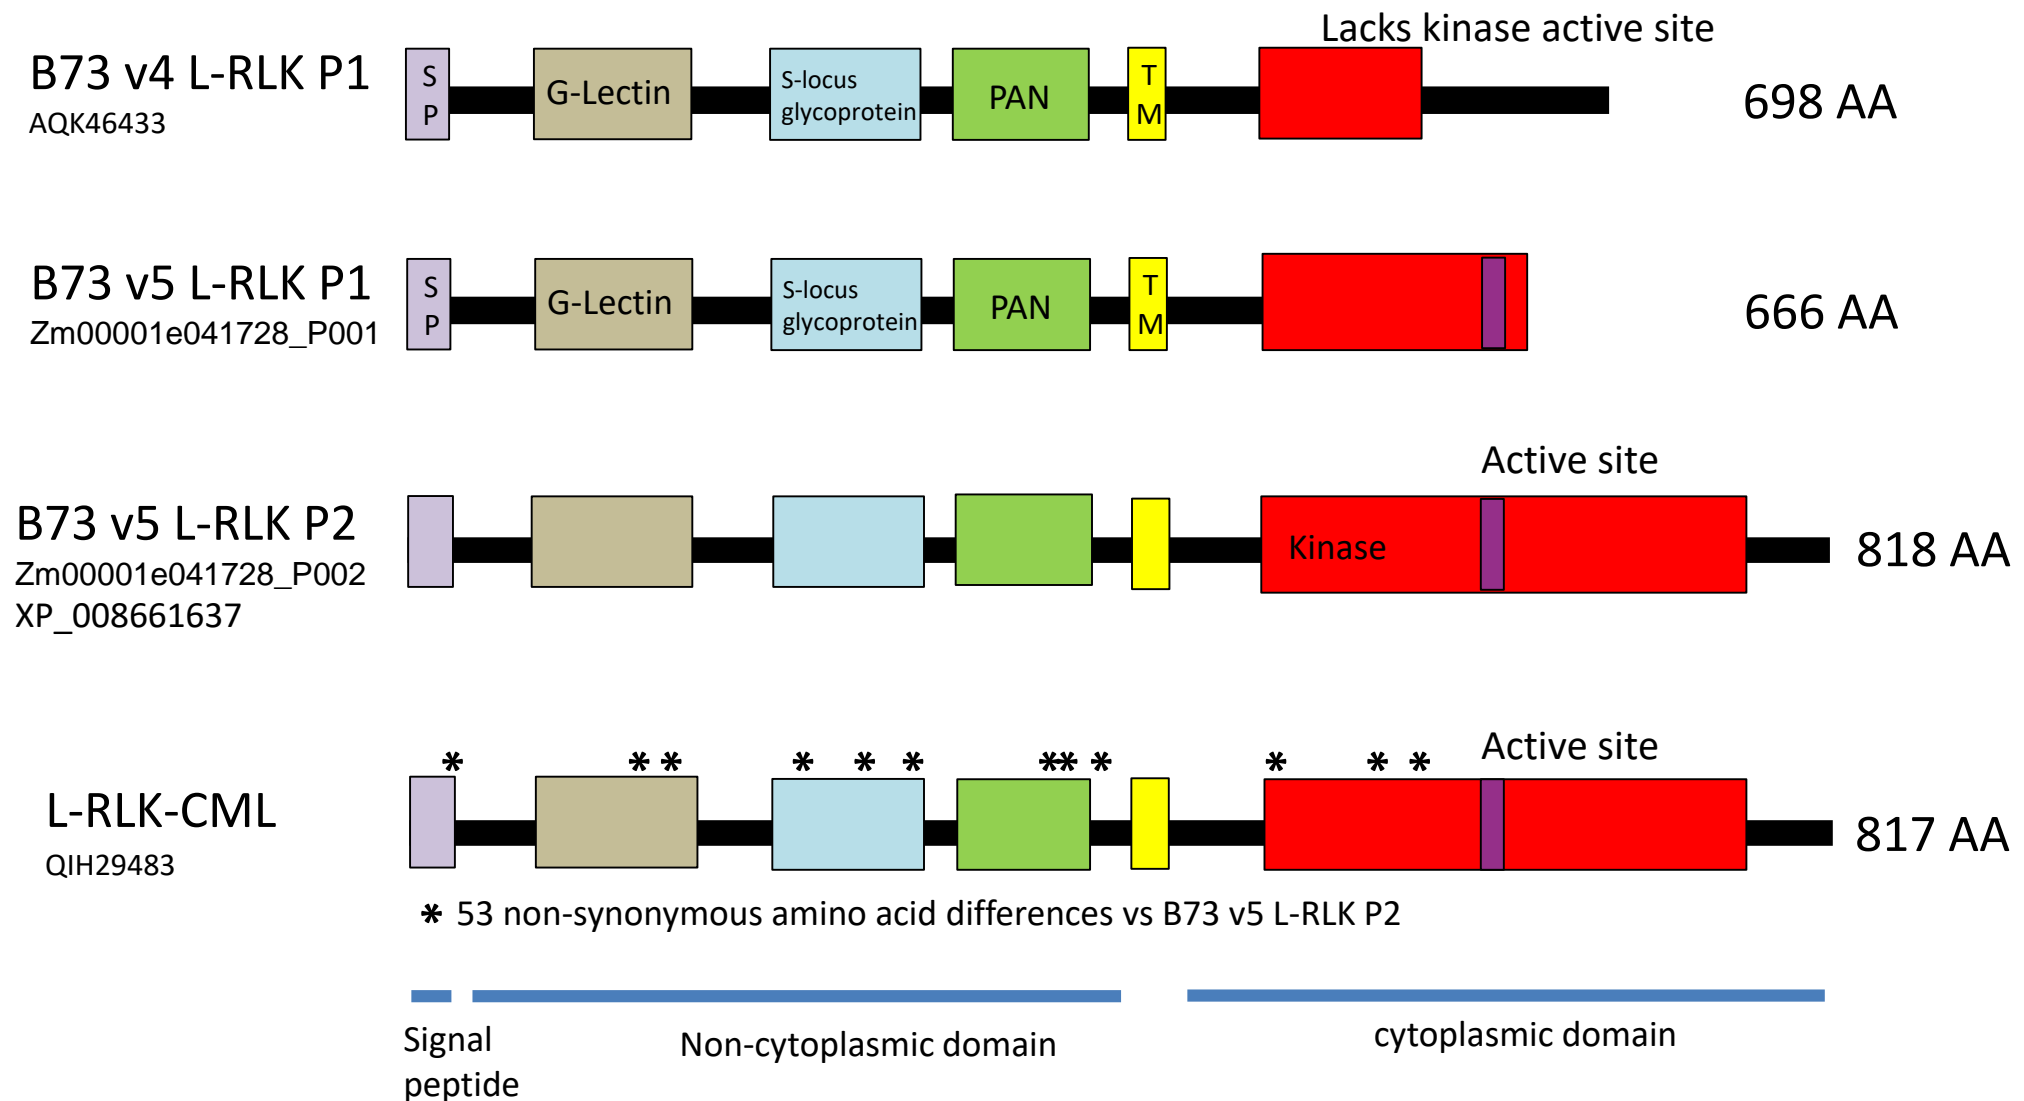 Lacks kinase active site
B73 v4 L-RLK P1
AQK46433
S
P
G-Lectin
S-locus
glycoprotein
PAN
T
M
698 AA
B73 v5 L-RLK P1
Zm00001e041728_P001
S
P
G-Lectin
S-locus
glycoprotein
PAN
T
M
666 AA
Active site
B73 v5 L-RLK P2
Zm00001e041728_P002
XP_008661637
Kinase
818 AA
* * * * * * ** * * * *
Active site
L-RLK-CML
QIH29483
817 AA
* 53 non-synonymous amino acid differences vs B73 v5 L-RLK P2
Signal
peptide
Non-cytoplasmic domain
cytoplasmic domain